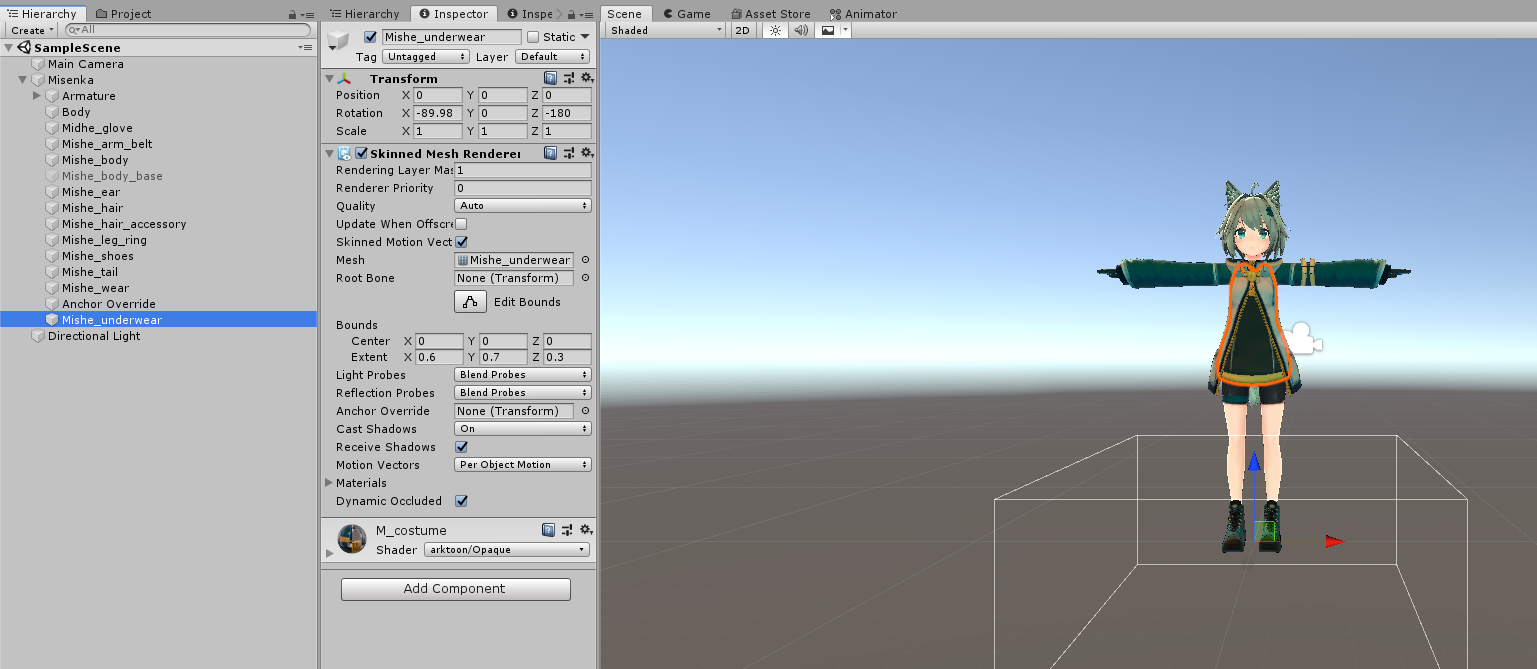 Hierarchy
Project
Create
All
SampleScene
Main Camera
Misenka
Armature
Body
Midhe_glove
Mishe_arm_belt
Mishe_body
Mishe_body_base
Mishe_ear
Mishe_hair
Mishe_hair_accessory
Mishe_leg_ring
Mishe_shoes
Mishe_tail
Mishe_wear
Anchor Override
Mishe_underwear
Directional Light
Hierarchy
Inspector
Inspe
Mishe_underwear
Static
Tag Untagged Layer Default
Transform
Position X 0 Y 0 Z 0
Rotation X -89.98 Y 0 Z -180
Scale X 1 Y 1 Z 1
Skinned Mesh Renderer
Rendering Layer Mas 1
Renderer Priority 0
Quality Auto
Update When Offscre
Skinned Motion Vect
Mesh Mishe_underwear
Root Bone None (Transform)
Edit Bounds
Bounds
Center X 0 Y 0 Z 0
Extent X 0.6 Y 0.7 Z 0.3
Light Probes Blend Probes
Reflection Probes Blend Probes
Anchor Override None (Transform)
Cast Shadows On
Receive Shadows
Motion Vectors Per Object Motion
Materials
Dynamic Occluded
M_costume
Shader arktoon/Opaque
Add Component
Scene
Game
Asset Store
Animator
Shaded
2D